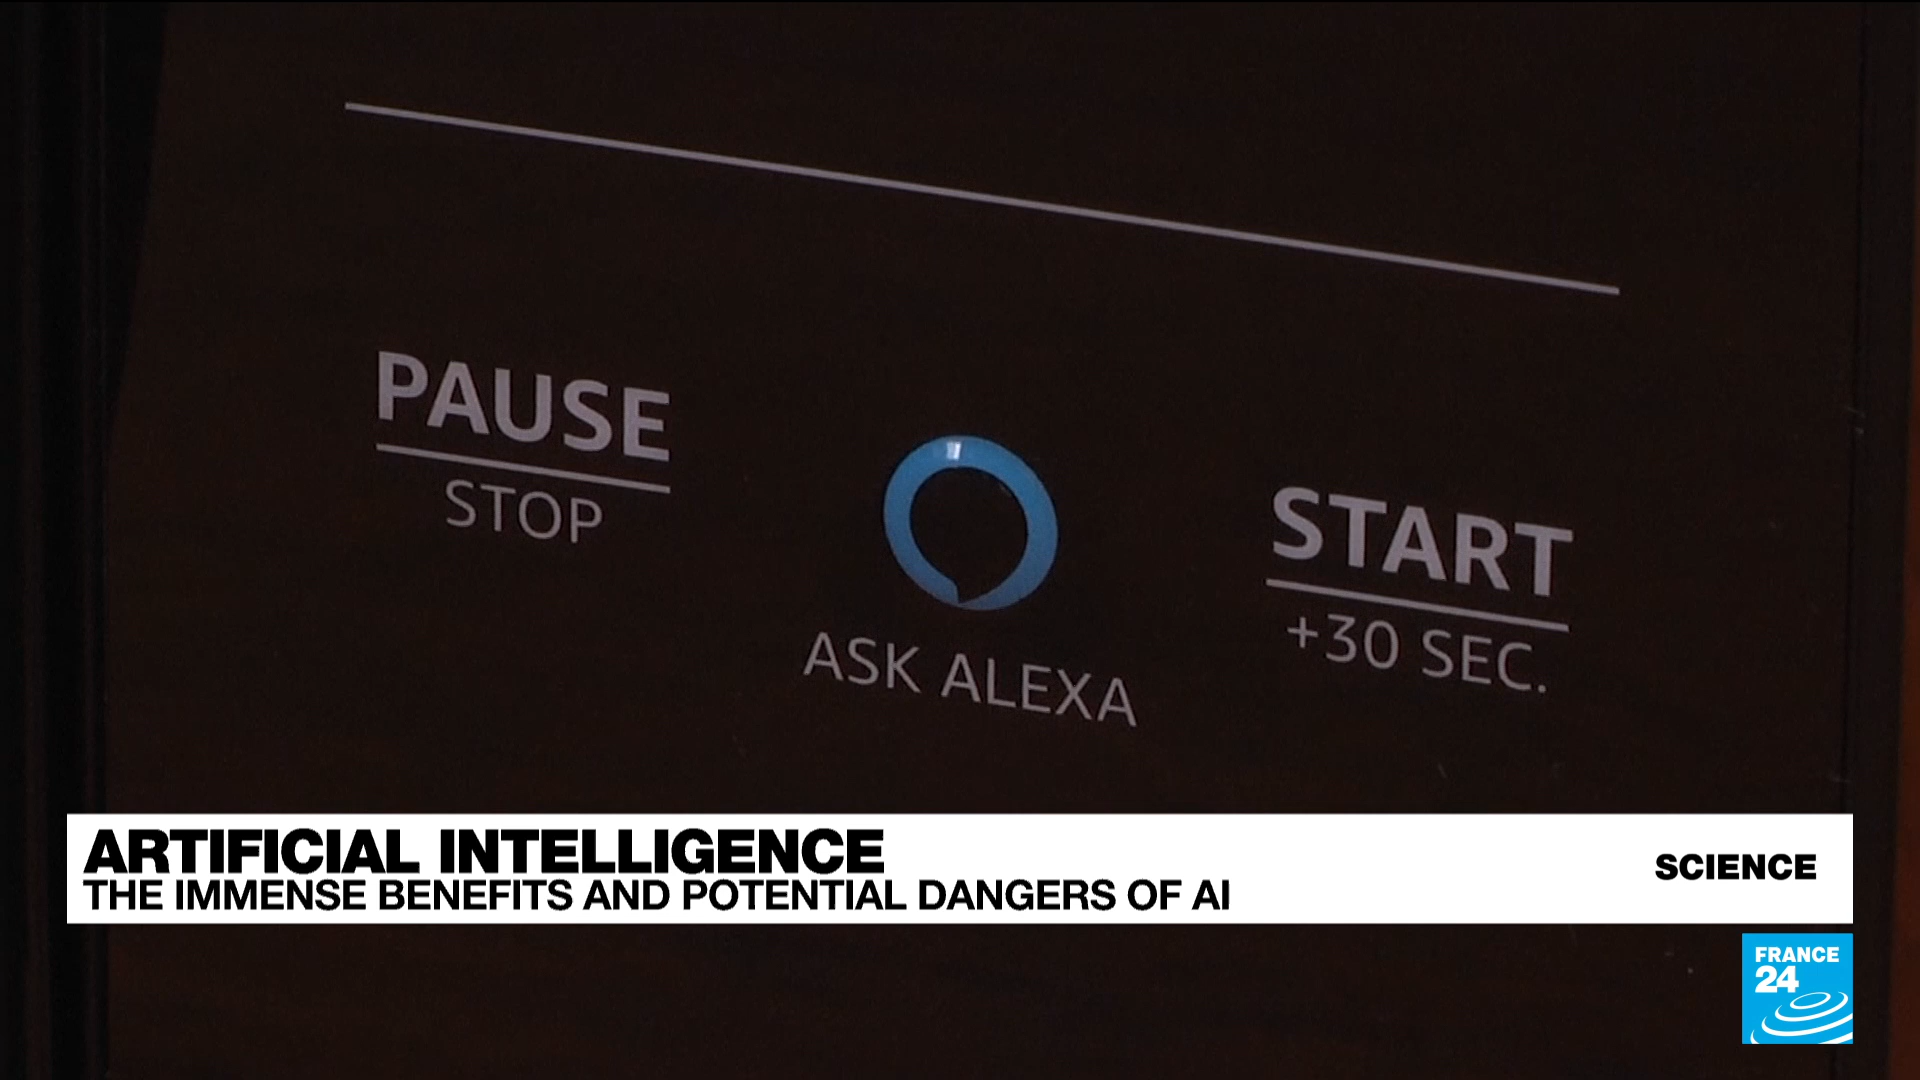 PAUSE
STOP
ASK ALEXA
START
+30 SEC.
ARTIFICIAL INTELLIGENCE
THE IMMENSE BENEFITS AND POTENTIAL DANGERS OF AI
SCIENCE
FRANCE
24